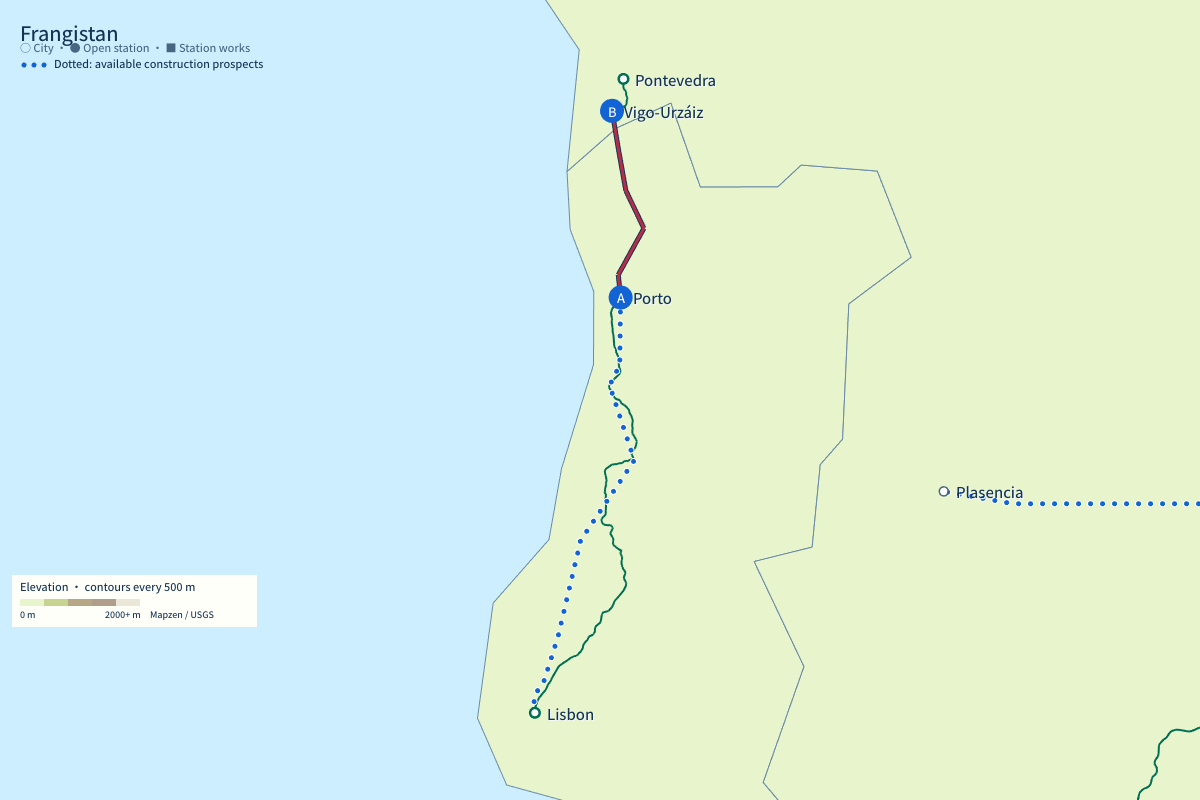 Frangistan
City • Open station • Station works
Dotted: available construction prospects
Pontevedra
B
Vigo-Urzáiz
A
Porto
Plasencia
Elevation • contours every 500 m
0 m
2000+ m
Mapzen / USGS
Lisbon